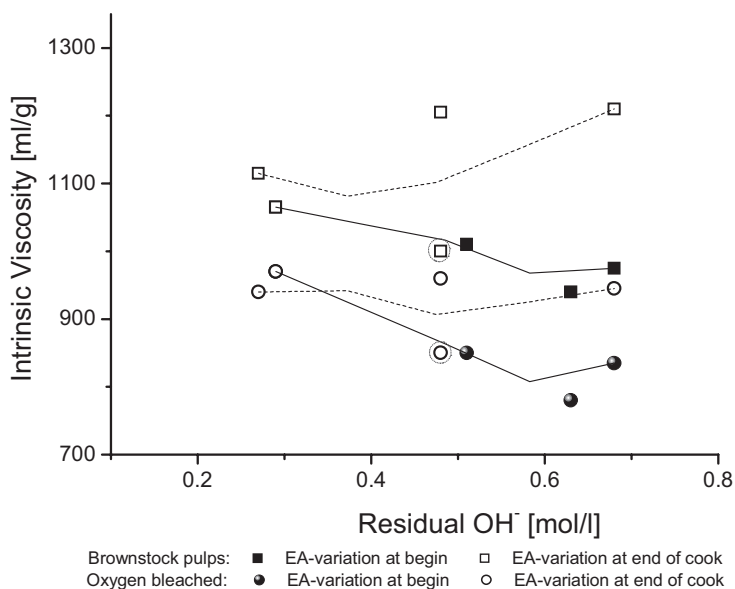 1300
1100
900
700
Intrinsic Viscosity [ml/g]
0.2 0.4 0.6 0.8
Residual OH⁻ [mol/l]
Brownstock pulps: ■ EA-variation at begin □ EA-variation at end of cook
Oxygen bleached: ● EA-variation at begin ○ EA-variation at end of cook